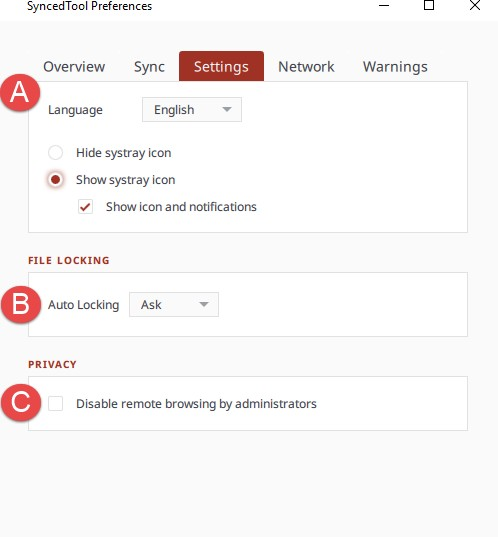 SyncedTool Preferences
Overview Sync Settings Network Warnings
A
Language English
Hide systray icon
Show systray icon
Show icon and notifications
FILE LOCKING
B Auto Locking Ask
PRIVACY
C Disable remote browsing by administrators